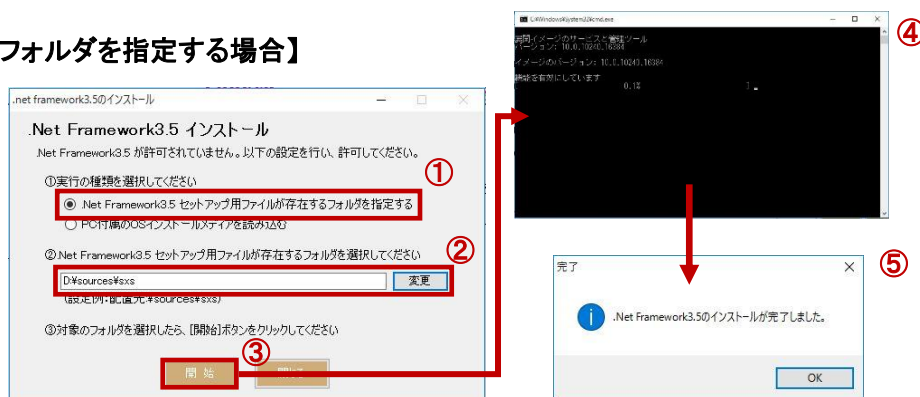 フォルダを指定する場合】
.net framework3.5のインストール
.Net Framework3.5 インストール
.Net Framework3.5 が許可されていません。以下の設定を行い、許可してください。
①
①実行の種類を選択してください
.Net Framework3.5 セットアップ用ファイルが存在するフォルダを指定する
PC付属のOSインストールメディアを読み込む
②
②.Net Framework3.5 セットアップ用ファイルが存在するフォルダを選択してください
D:¥sources¥sxs
変更
(設定例:配置先:¥sources¥sxs)
③対象のフォルダを選択したら、[開始]ボタンをクリックしてください
③
開 始
④
C:¥Windows¥System32¥cmd.exe
展開イメージのサービスと管理ツール
バージョン: 10.0.10240.16384
イメージのバージョン: 10.0.10240.16384
機能を有効にしています
0.1%
]
⑤
完了
.Net Framework3.5のインストールが完了しました。
OK